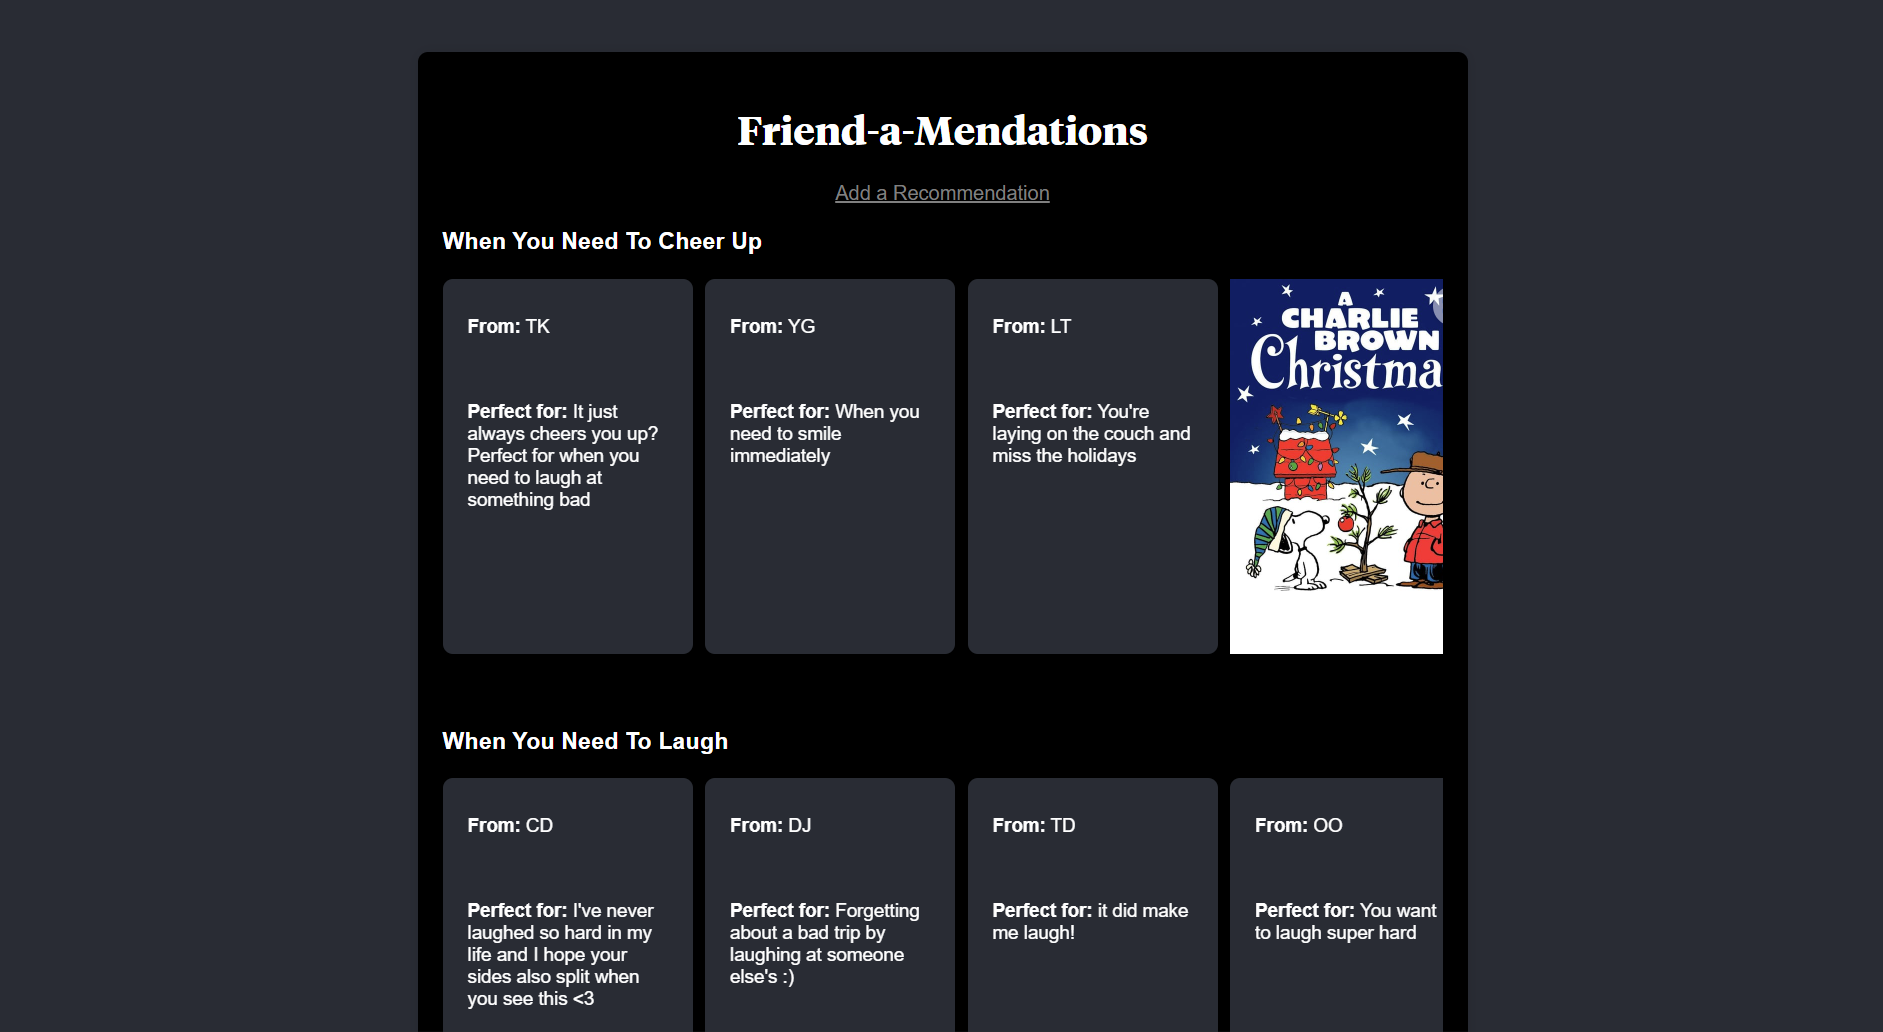 Friend-a-Mendations
Add a Recommendation
When You Need To Cheer Up
From: TK
Perfect for: It just
always cheers you up?
Perfect for when you
need to laugh at
something bad
From: YG
Perfect for: When you
need to smile
immediately
From: LT
Perfect for: You're
laying on the couch and
miss the holidays
A
CHARLIE
BROWN
Christma
When You Need To Laugh
From: CD
Perfect for: I've never
laughed so hard in my
life and I hope your
sides also split when
you see this <3
From: DJ
Perfect for: Forgetting
about a bad trip by
laughing at someone
else's :)
From: TD
Perfect for: it did make
me laugh!
From: OO
Perfect for: You want
to laugh super hard